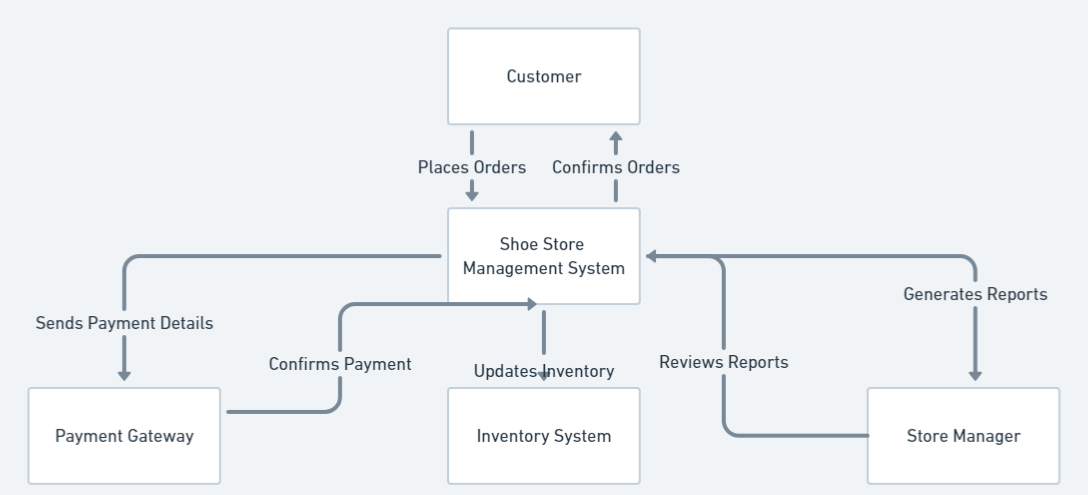 Customer
Places Orders
Confirms Orders
Shoe Store
Management System
Generates Reports
Sends Payment Details
Confirms Payment
Updates Inventory
Reviews Reports
Payment Gateway
Inventory System
Store Manager